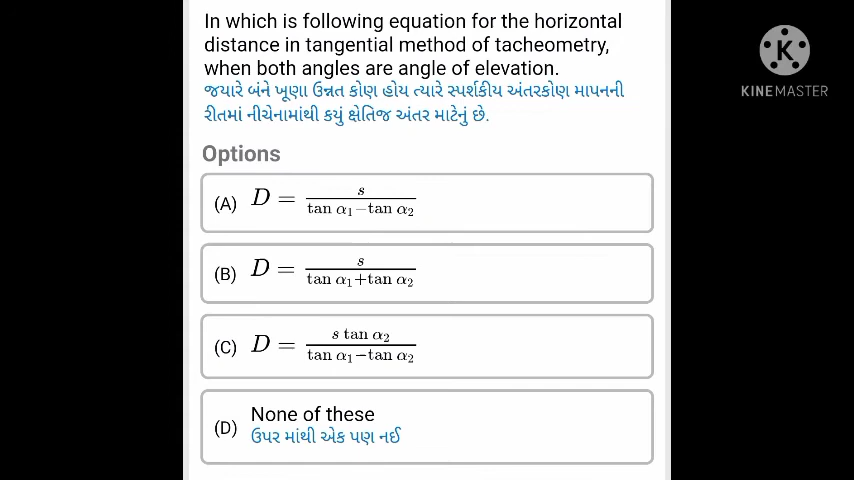 In which is following equation for the horizontal
distance in tangential method of tacheometry,
when both angles are angle of elevation.
જયારે બંને ખૂણા ઉન્નત કોણ હોય ત્યારે સ્પર્શકીય અંતરકોણ માપનની
રીતમાં નીચેનામાંથી કયું ક્ષેતિજ અંતર માટેનું છે.
Options
(A) D = s / (tan α₁ − tan α₂)
(B) D = s / (tan α₁ + tan α₂)
(C) D = s tan α₂ / (tan α₁ − tan α₂)
(D) None of these
ઉપર માંથી એક પણ નઈ
K
KINEMASTER